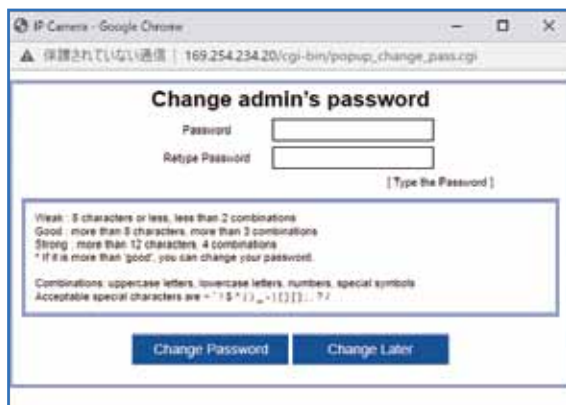 IP Camera - Google Chrome
保護されていない通信 | 169.254.234.20/cgi-bin/popup_change_pass.cgi
Change admin's password
Password
Retype Password
[ Type the Password ]
Weak : 8 characters or less, less than 2 combinations
Good : more than 8 characters, more than 3 combinations
Strong : more than 12 characters, 4 combinations
* If it is more than 'good', you can change your password.
Combinations: uppercase letters, lowercase letters, numbers, special symbols
Acceptable special characters are
Change Password
Change Later